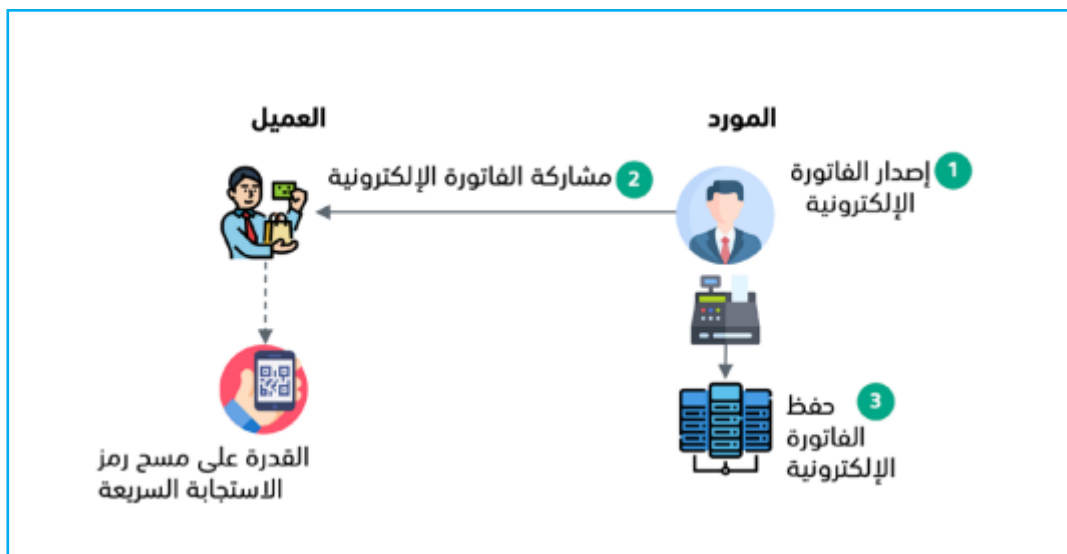 المورد
العميل
1 إصدار الفاتورة
الإلكترونية
2 مشاركة الفاتورة الإلكترونية
3 حفظ
الفاتورة
الإلكترونية
القدرة على مسح رمز
الاستجابة السريعة